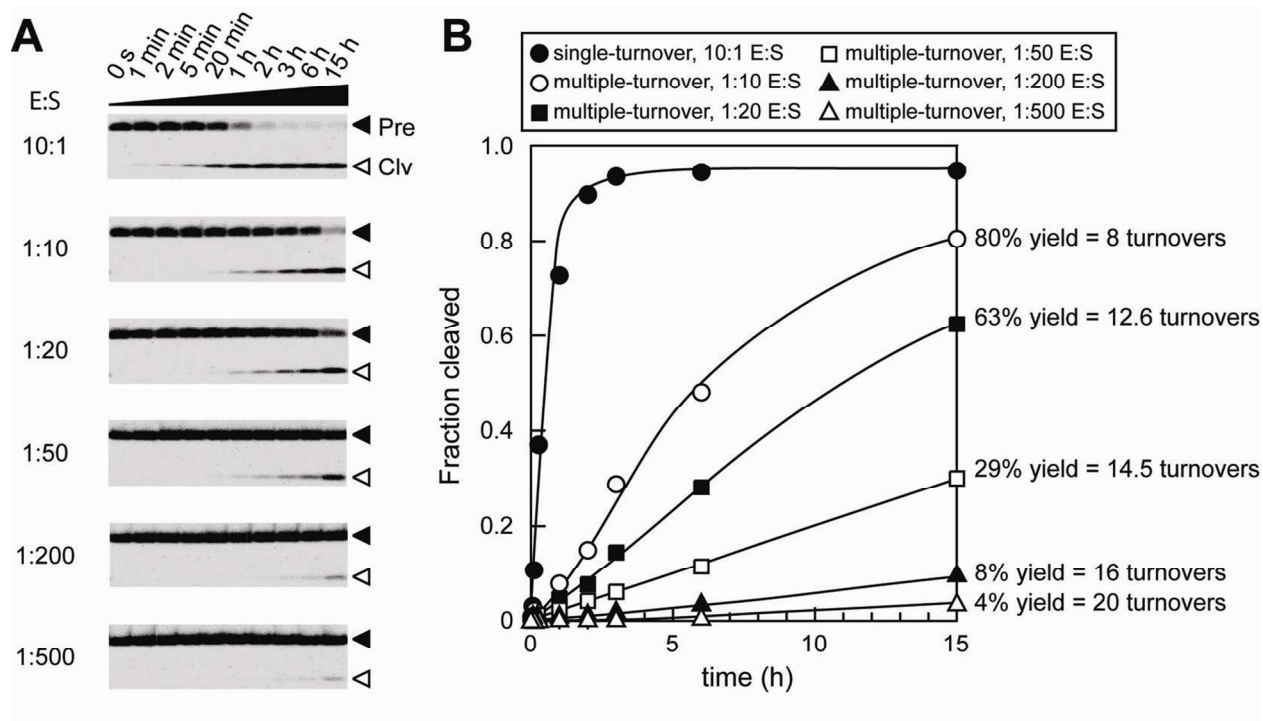 A
0 s 1 min 2 min 5 min 20 min 1 h 2 h 3 h 6 h 15 h
E:S
10:1
Pre
Clv
1:10
1:20
1:50
1:200
1:500
B
single-turnover, 10:1 E:S
multiple-turnover, 1:10 E:S
multiple-turnover, 1:20 E:S
multiple-turnover, 1:50 E:S
multiple-turnover, 1:200 E:S
multiple-turnover, 1:500 E:S
Fraction cleaved
1.0
0.8
0.6
0.4
0.2
0
0 5 10 15
time (h)
80% yield = 8 turnovers
63% yield = 12.6 turnovers
29% yield = 14.5 turnovers
8% yield = 16 turnovers
4% yield = 20 turnovers